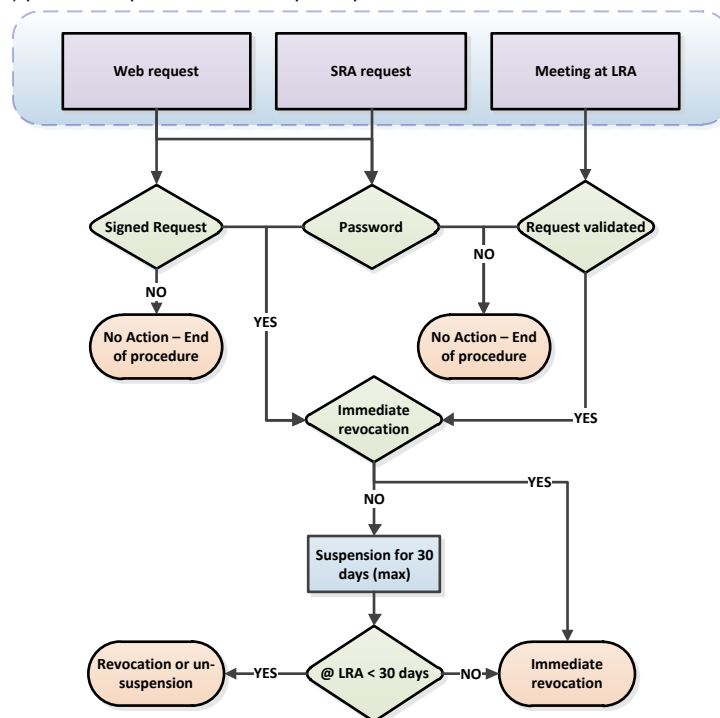 Web request
SRA request
Meeting at LRA
Signed Request
Password
Request validated
NO
NO
YES
No Action – End
of procedure
No Action – End
of procedure
Immediate
revocation
YES
YES
NO
Suspension for 30
days (max)
Revocation or un-
suspension
YES
@ LRA < 30 days
NO
Immediate
revocation